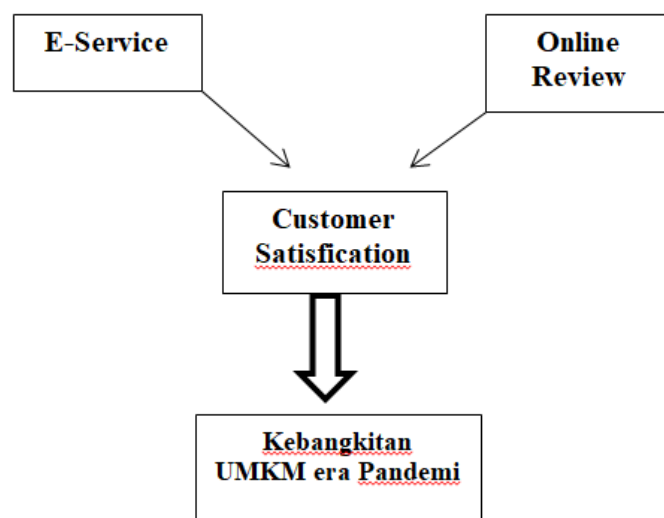 E-Service
Online
Review
Customer
Satisfication
Kebangkitan
UMKM era Pandemi